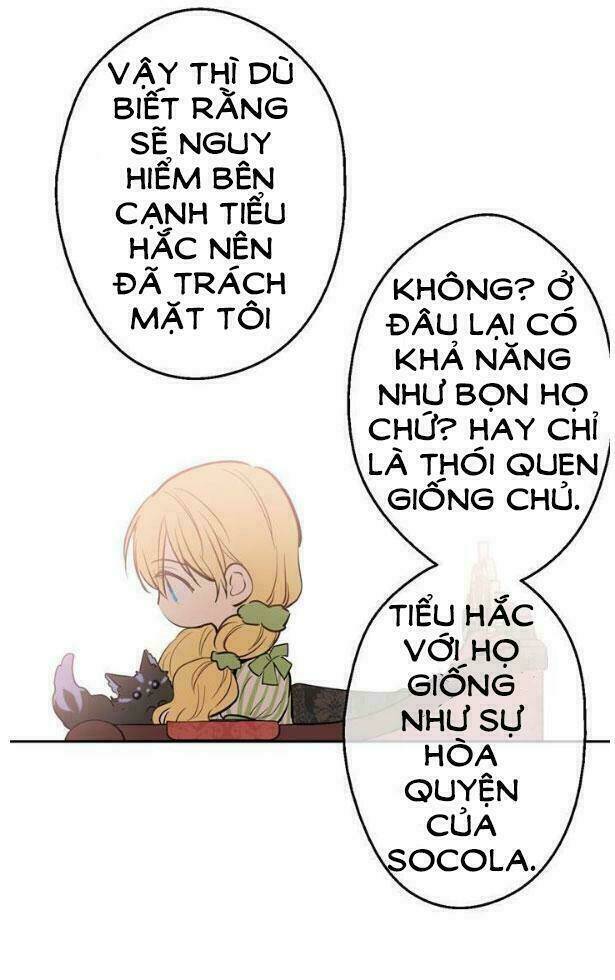 VẬY THÌ DÙ
BIẾT RẰNG
SẼ NGUY
HIỂM BÊN
CẠNH TIỂU
HẮC NÊN
ĐÃ TRÁCH
MẶT TÔI
KHÔNG? Ở
ĐÂU LẠI CÓ
KHẢ NĂNG
NHƯ BỌN HỌ
CHỨ? HAY CHỈ
LÀ THÓI QUEN
GIỐNG CHỦ.
TIỂU HẮC
VỚI HỌ
GIỐNG
NHƯ SỰ
HÒA
QUYỆN
CỦA
SOCOLA.